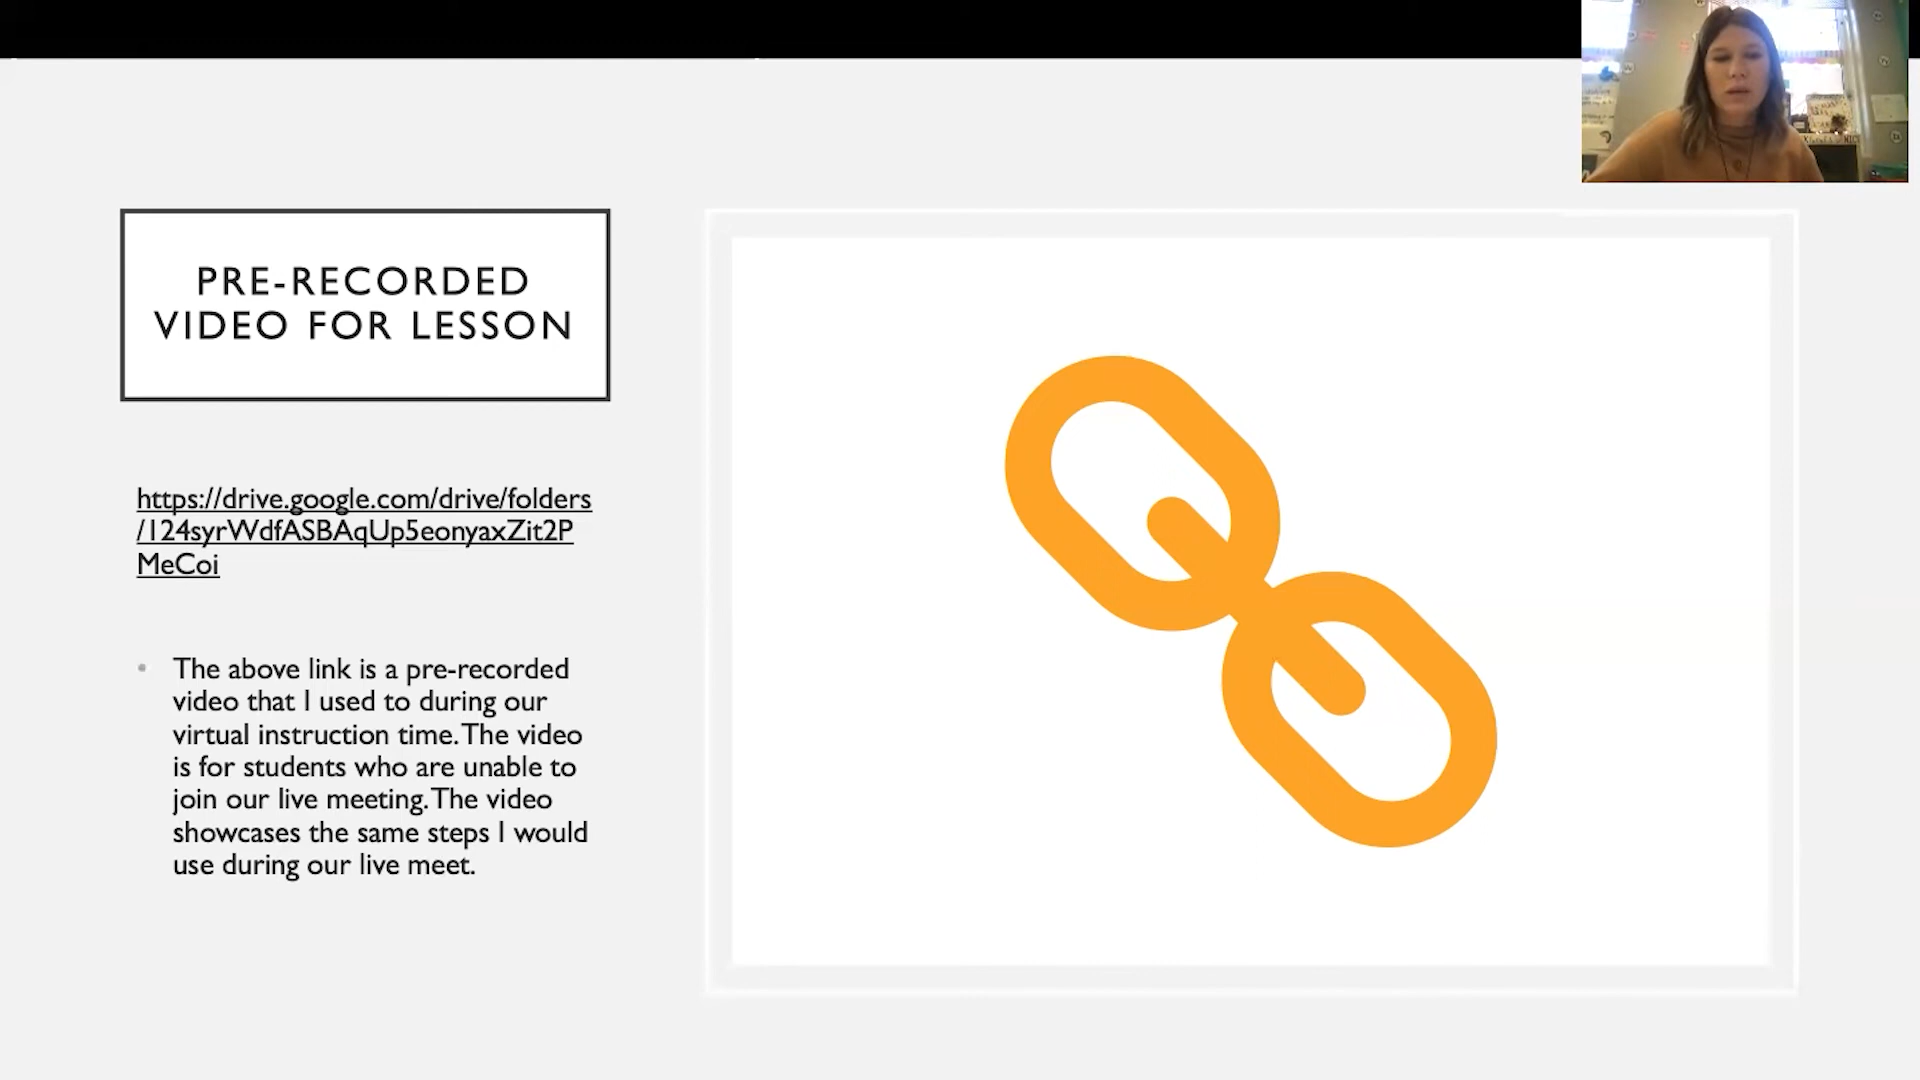 PRE-RECORDED
VIDEO FOR LESSON
https://drive.google.com/drive/folders
/124syrWdfASBAqUp5eonyaxZit2P
MeCoi
• The above link is a pre-recorded
video that I used to during our
virtual instruction time. The video
is for students who are unable to
join our live meeting. The video
showcases the same steps I would
use during our live meet.